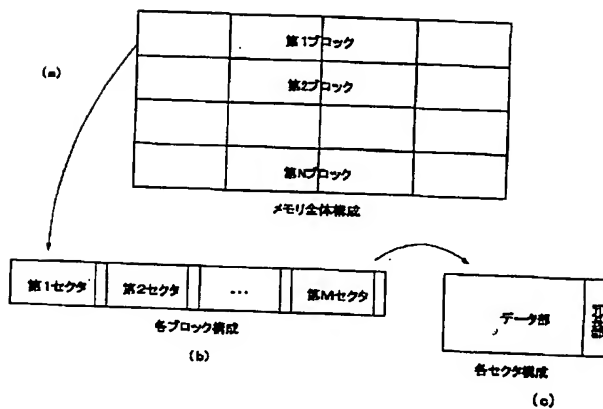 第1ブロック
(a)
第2ブロック
第Nブロック
メモリ全体構成
第1セクタ 第2セクタ ... 第Mセクタ
各ブロック構成
(b)
データ部
各セクタ構成
(c)